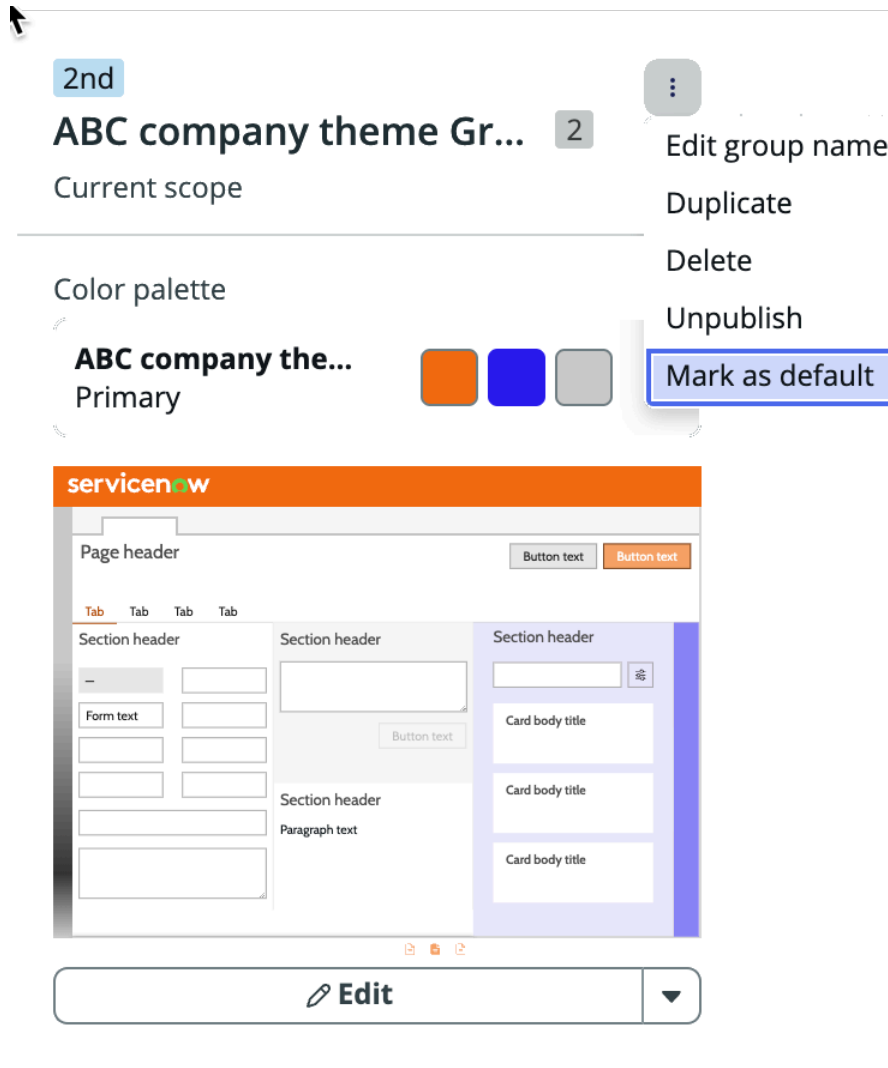 2nd
ABC company theme Gr... 2
Current scope
Edit group name
Duplicate
Delete
Unpublish
Mark as default
Color palette
ABC company the...
Primary
servicenow
Page header
Button text Button text
Tab Tab Tab Tab
Section header
--
Form text
Section header
Button text
Section header
Paragraph text
Section header
Card body title
Card body title
Card body title
Edit